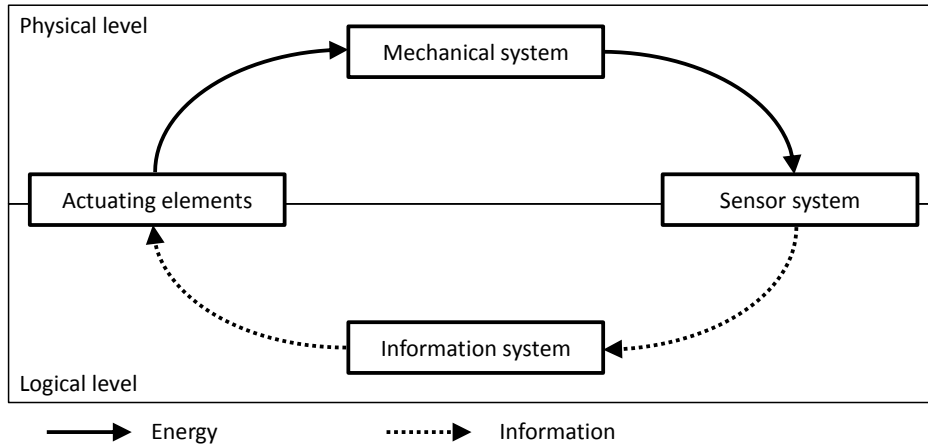 Physical level
Mechanical system
Actuating elements
Sensor system
Information system
Logical level
Energy
Information